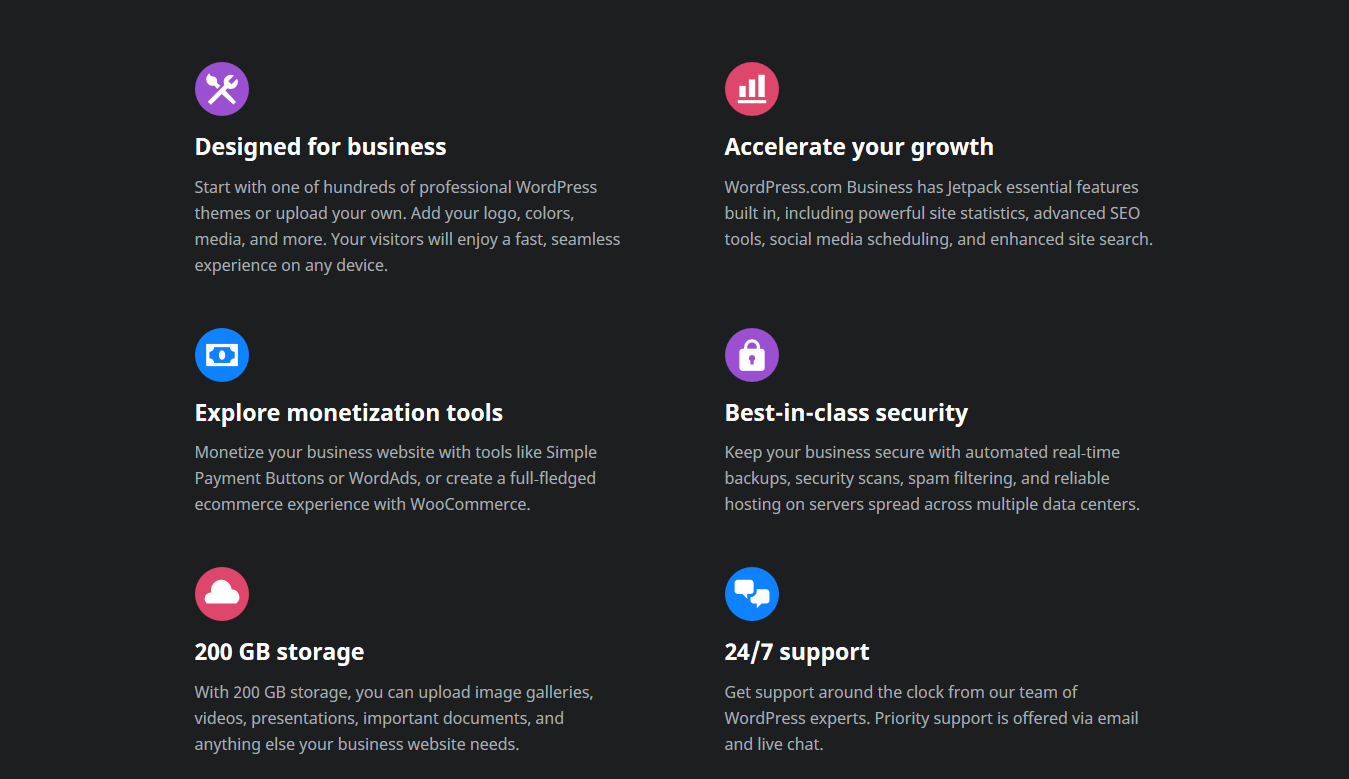 Designed for business
Start with one of hundreds of professional WordPress
themes or upload your own. Add your logo, colors,
media, and more. Your visitors will enjoy a fast, seamless
experience on any device.
Accelerate your growth
WordPress.com Business has Jetpack essential features
built in, including powerful site statistics, advanced SEO
tools, social media scheduling, and enhanced site search.
Explore monetization tools
Monetize your business website with tools like Simple
Payment Buttons or WordAds, or create a full-fledged
ecommerce experience with WooCommerce.
Best-in-class security
Keep your business secure with automated real-time
backups, security scans, spam filtering, and reliable
hosting on servers spread across multiple data centers.
200 GB storage
With 200 GB storage, you can upload image galleries,
videos, presentations, important documents, and
anything else your business website needs.
24/7 support
Get support around the clock from our team of
WordPress experts. Priority support is offered via email
and live chat.